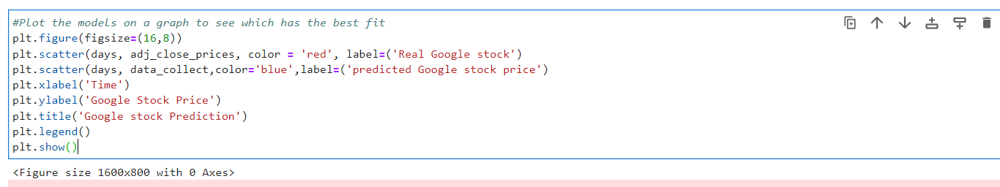 #Plot the models on a graph to see which has the best fit
plt.figure(figsize=(16,8))
plt.scatter(days, adj_close_prices, color = 'red', label=('Real Google stock')
plt.scatter(days, data_collect,color='blue',label=('predicted Google stock price')
plt.xlabel('Time')
plt.ylabel('Google Stock Price')
plt.title('Google stock Prediction')
plt.legend()
plt.show()
<Figure size 1600x800 with 0 Axes>